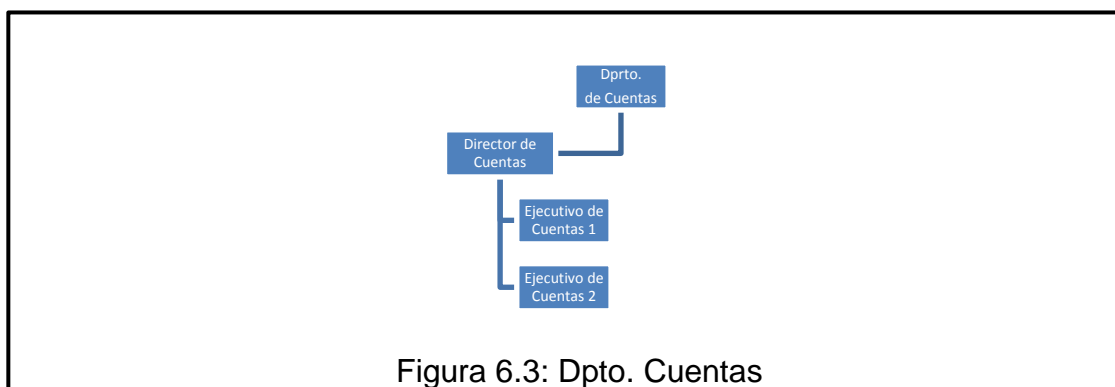 Dprto.
de Cuentas
Director de
Cuentas
Ejecutivo de
Cuentas 1
Ejecutivo de
Cuentas 2
Figura 6.3: Dpto. Cuentas